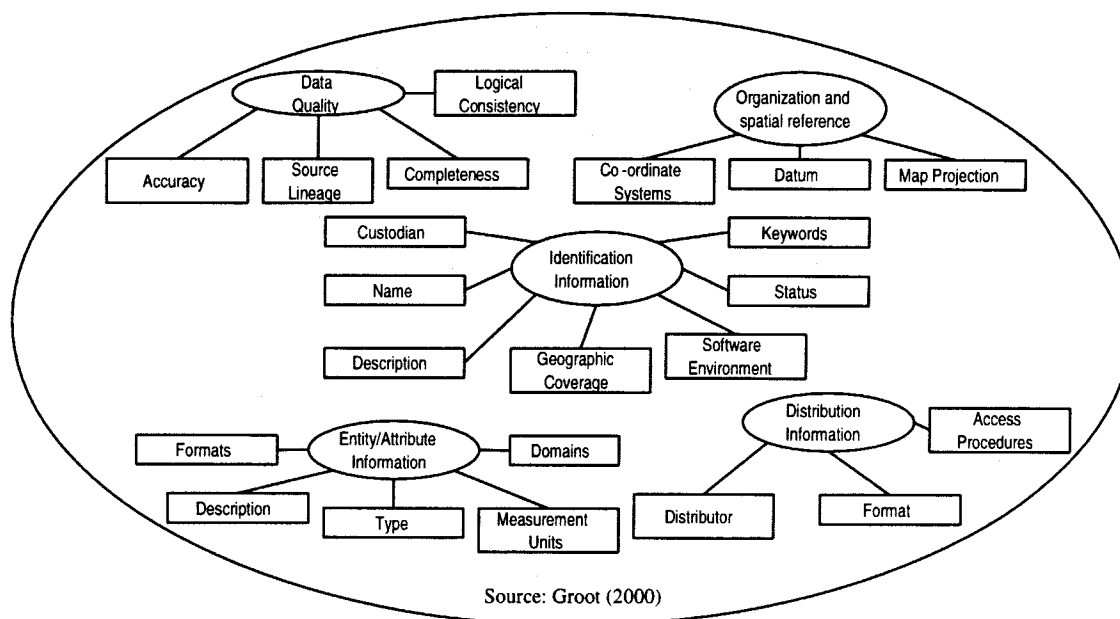 Data
Quality
Logical
Consistency
Accuracy
Source
Lineage
Completeness
Organization and
spatial reference
Co -ordinate
Systems
Datum
Map Projection
Custodian
Name
Description
Identification
Information
Keywords
Status
Geographic
Coverage
Software
Environment
Formats
Entity/Attribute
Information
Domains
Description
Type
Measurement
Units
Distribution
Information
Access
Procedures
Distributor
Format
Source: Groot (2000)